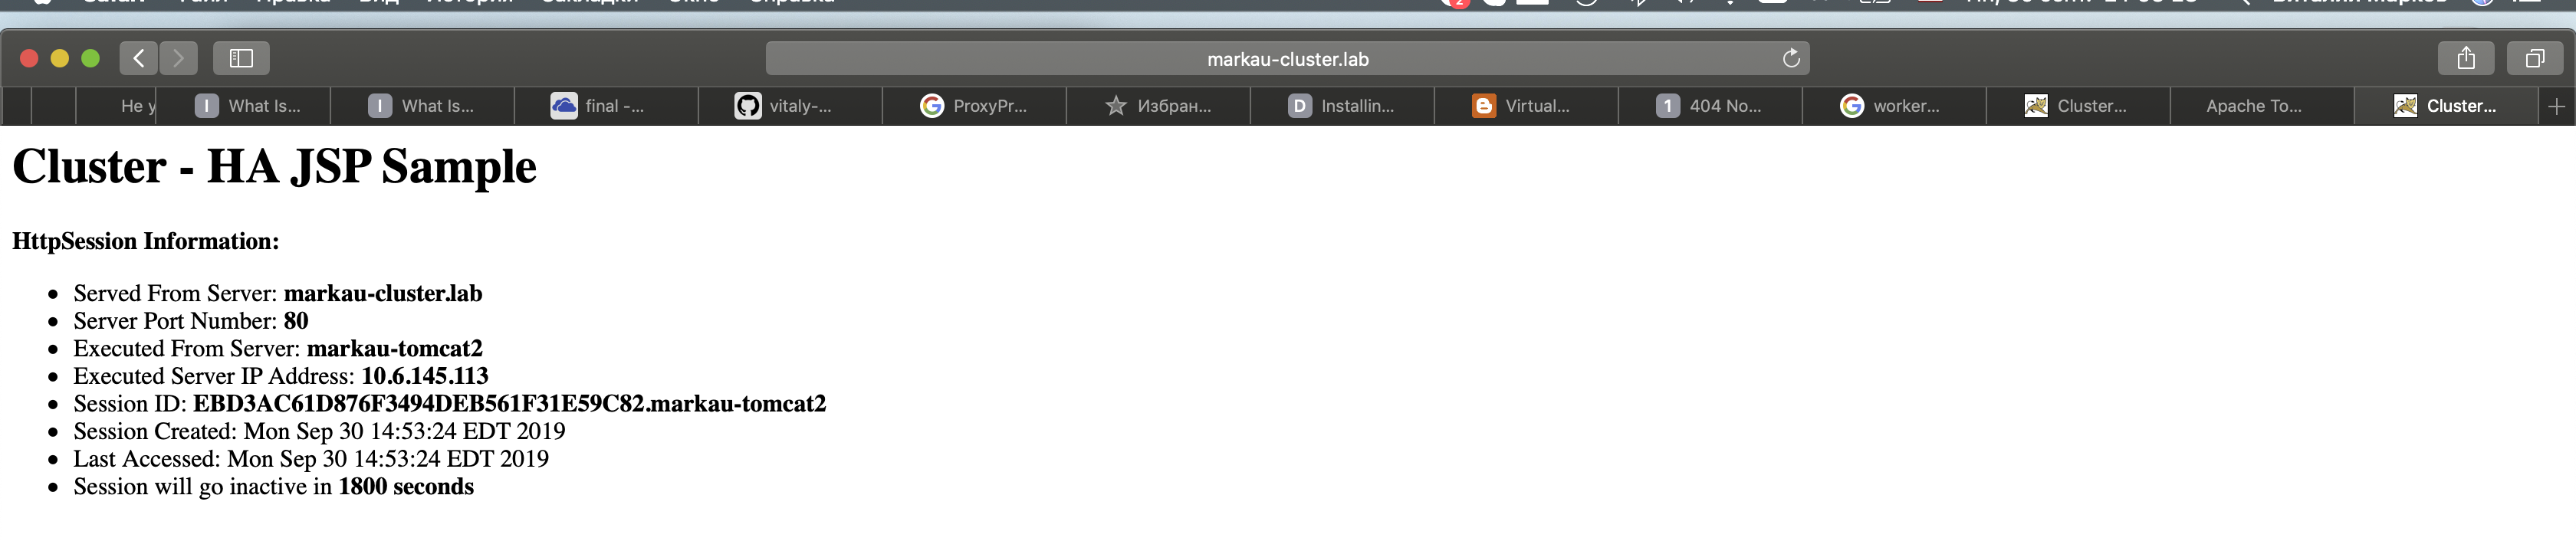 markau-cluster.lab
Не у
What Is...
What Is...
final -...
vitaly-...
ProxyPr...
Избран...
Installin...
Virtual...
404 No...
worker...
Cluster...
Apache To...
Cluster...
Cluster - HA JSP Sample
HttpSession Information:
• Served From Server: markau-cluster.lab
• Server Port Number: 80
• Executed From Server: markau-tomcat2
• Executed Server IP Address: 10.6.145.113
• Session ID: EBD3AC61D876F3494DEB561F31E59C82.markau-tomcat2
• Session Created: Mon Sep 30 14:53:24 EDT 2019
• Last Accessed: Mon Sep 30 14:53:24 EDT 2019
• Session will go inactive in 1800 seconds